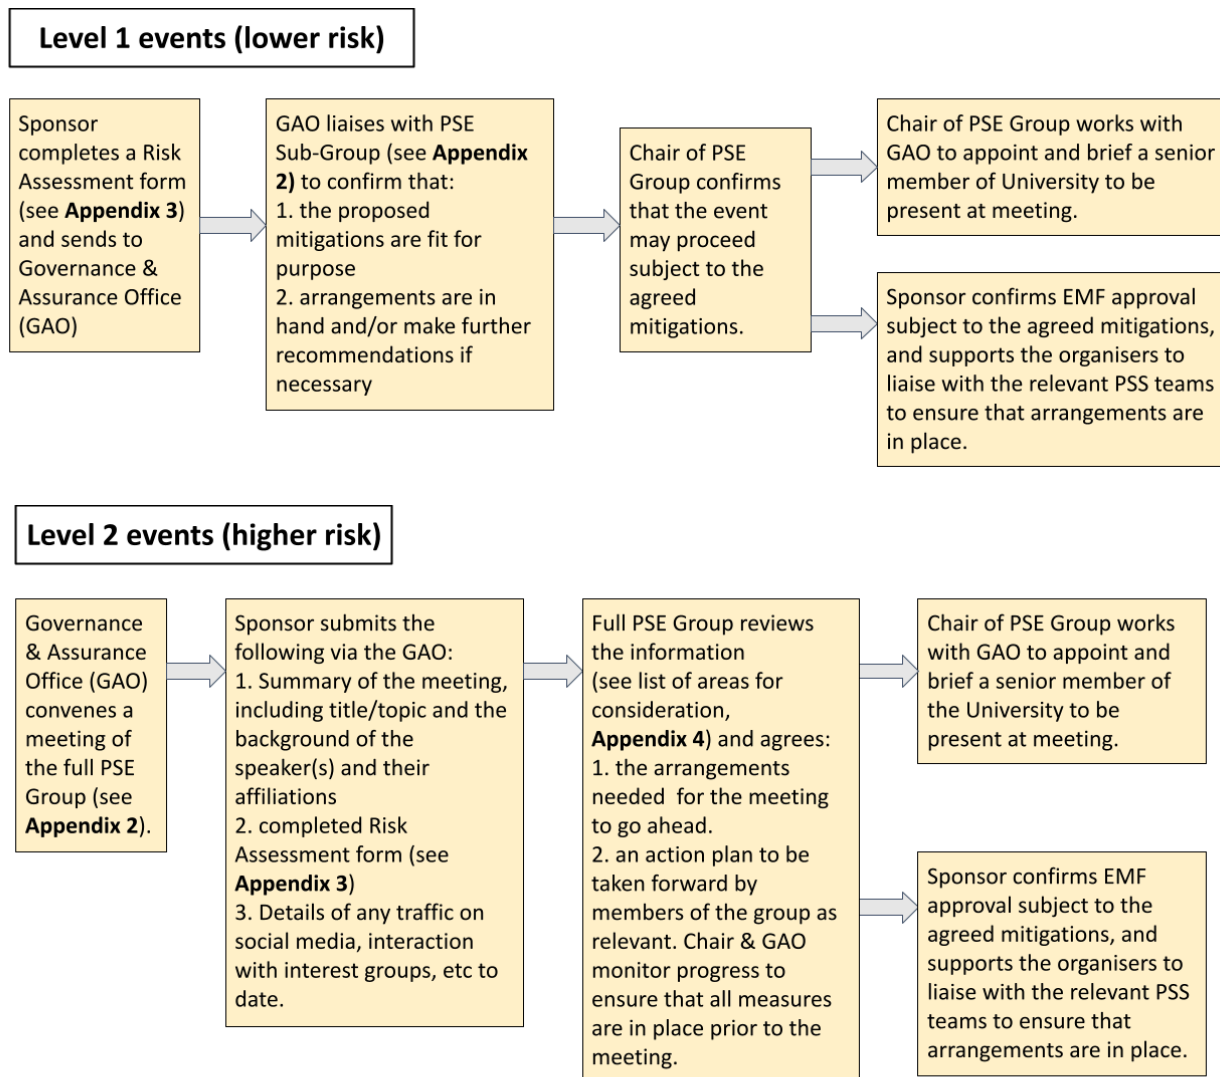 Level 1 events (lower risk)
Sponsor
completes a Risk
Assessment form
(see Appendix 3)
and sends to
Governance &
Assurance Office
(GAO)
GAO liaises with PSE
Sub-Group (see Appendix
2) to confirm that:
1. the proposed
mitigations are fit for
purpose
2. arrangements are in
hand and/or make further
recommendations if
necessary
Chair of PSE
Group confirms
that the event
may proceed
subject to the
agreed
mitigations.
Chair of PSE Group works with
GAO to appoint and brief a senior
member of University to be
present at meeting.
Sponsor confirms EMF approval
subject to the agreed mitigations,
and supports the organisers to
liaise with the relevant PSS teams
to ensure that arrangements are
in place.
Level 2 events (higher risk)
Governance
& Assurance
Office (GAO)
convenes a
meeting of
the full PSE
Group (see
Appendix 2).
Sponsor submits the
following via the GAO:
1. Summary of the meeting,
including title/topic and the
background of the
speaker(s) and their
affiliations
2. completed Risk
Assessment form (see
Appendix 3)
3. Details of any traffic on
social media, interaction
with interest groups, etc to
date.
Full PSE Group reviews
the information
(see list of areas for
consideration,
Appendix 4) and agrees:
1. the arrangements
needed  for the meeting
to go ahead.
2. an action plan to be
taken forward by
members of the group as
relevant. Chair & GAO
monitor progress to
ensure that all measures
are in place prior to the
meeting.
Chair of PSE Group works
with GAO to appoint and
brief a senior member of
the University to be
present at meeting.
Sponsor confirms EMF
approval subject to the
agreed mitigations, and
supports the organisers to
liaise with the relevant PSS
teams to ensure that
arrangements are in place.